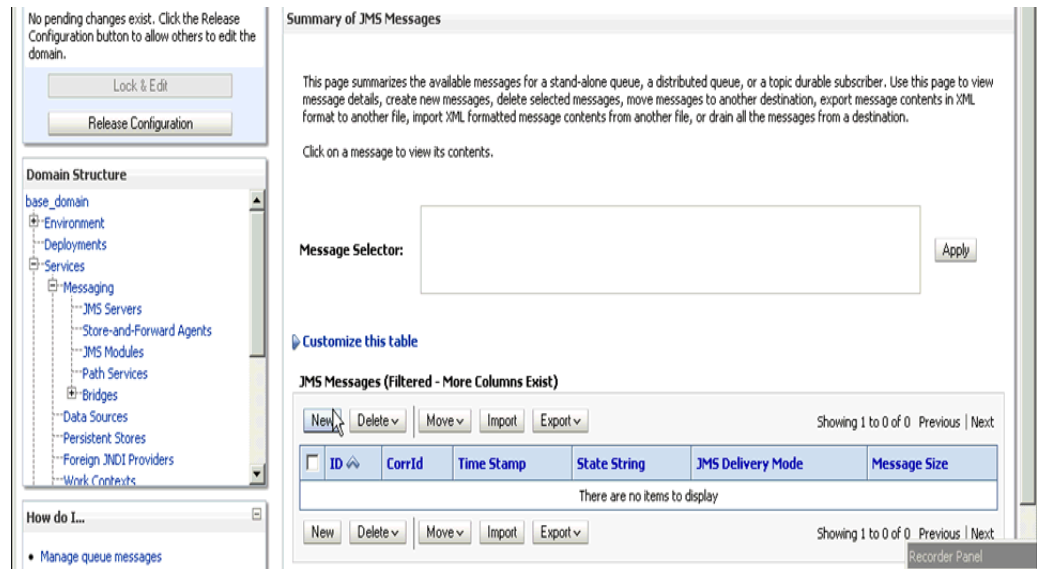 No pending changes exist. Click the Release
Configuration button to allow others to edit the
domain.
Lock & Edit
Release Configuration
Domain Structure
base_domain
Environment
Deployments
Services
Messaging
JMS Servers
Store-and-Forward Agents
JMS Modules
Path Services
Bridges
Data Sources
Persistent Stores
Foreign JNDI Providers
Work Contexts
How do I...
Manage queue messages
Summary of JMS Messages
This page summarizes the available messages for a stand-alone queue, a distributed queue, or a topic durable subscriber. Use this page to view
message details, create new messages, delete selected messages, move messages to another destination, export message contents in XML
format to another file, import XML formatted message contents from another file, or drain all the messages from a destination.
Click on a message to view its contents.
Message Selector:
Apply
Customize this table
JMS Messages (Filtered - More Columns Exist)
New Delete Move Import Export Showing 1 to 0 of 0 Previous | Next
ID CorrId Time Stamp State String JMS Delivery Mode Message Size
There are no items to display
New Delete Move Import Export Showing 1 to 0 of 0 Previous | Next
Recorder Panel